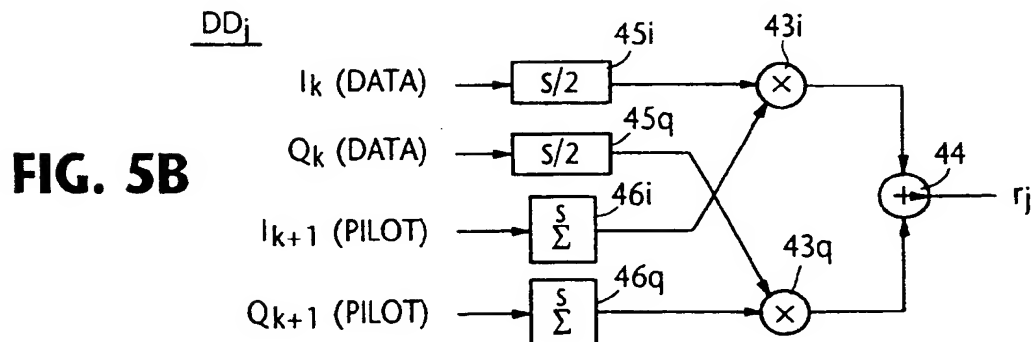 DDj
45i
43i
Ik (DATA)
S/2
×
45q
Qk (DATA)
S/2
44
FIG. 5B
+
rj
46i
Ik+1 (PILOT)
S
Σ
43q
46q
Qk+1 (PILOT)
S
Σ
×